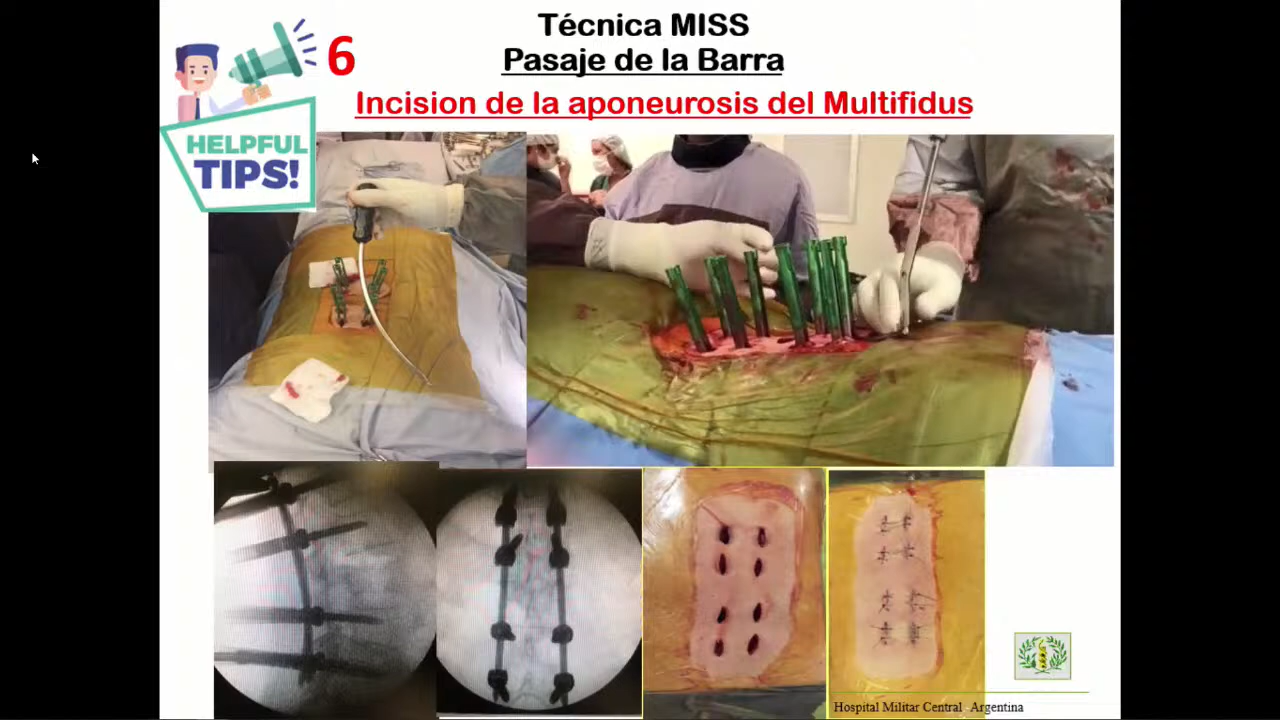 Técnica MISS
6
Pasaje de la Barra
Incision de la aponeurosis del Multifidus
HELPFUL
TIPS!
Hospital Militar Central Argentina